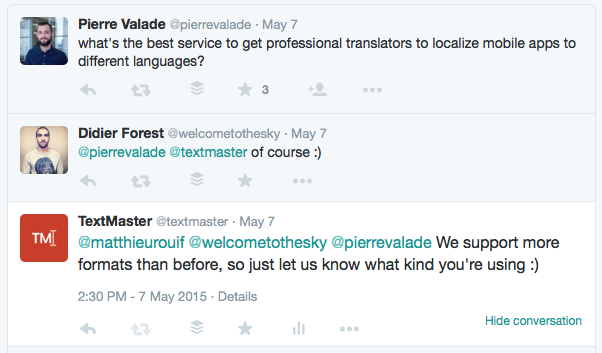 Pierre Valade @pierrevalade · May 7
what's the best service to get professional translators to localize mobile apps to
different languages?
3
Didier Forest @welcometothesky · May 7
@pierrevalade @textmaster of course :)
TM
TextMaster @textmaster · May 7
@matthieurouif @welcometothesky @pierrevalade We support more
formats than before, so just let us know what kind you're using :)
2:30 PM - 7 May 2015 · Details
Hide conversation